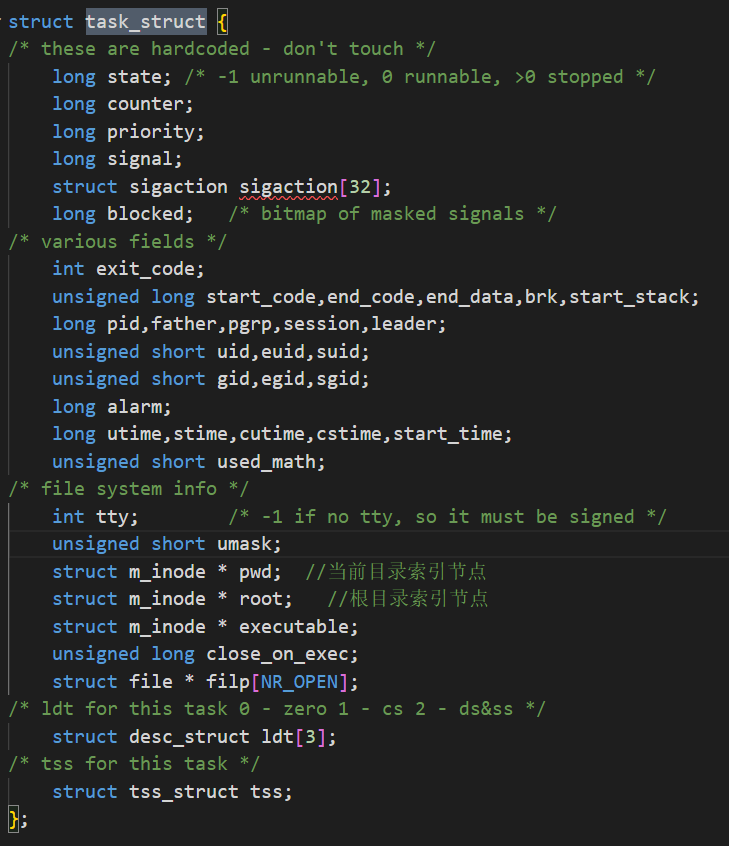 struct task_struct {
/* these are hardcoded - don't touch */
long state; /* -1 unrunnable, 0 runnable, >0 stopped */
long counter;
long priority;
long signal;
struct sigaction sigaction[32];
long blocked; /* bitmap of masked signals */
/* various fields */
int exit_code;
unsigned long start_code,end_code,end_data,brk,start_stack;
long pid,father,pgrp,session,leader;
unsigned short uid,euid,suid;
unsigned short gid,egid,sgid;
long alarm;
long utime,stime,cutime,cstime,start_time;
unsigned short used_math;
/* file system info */
int tty; /* -1 if no tty, so it must be signed */
unsigned short umask;
struct m_inode * pwd; //当前目录索引节点
struct m_inode * root; //根目录索引节点
struct m_inode * executable;
unsigned long close_on_exec;
struct file * filp[NR_OPEN];
/* ldt for this task 0 - zero 1 - cs 2 - ds&ss */
struct desc_struct ldt[3];
/* tss for this task */
struct tss_struct tss;
};